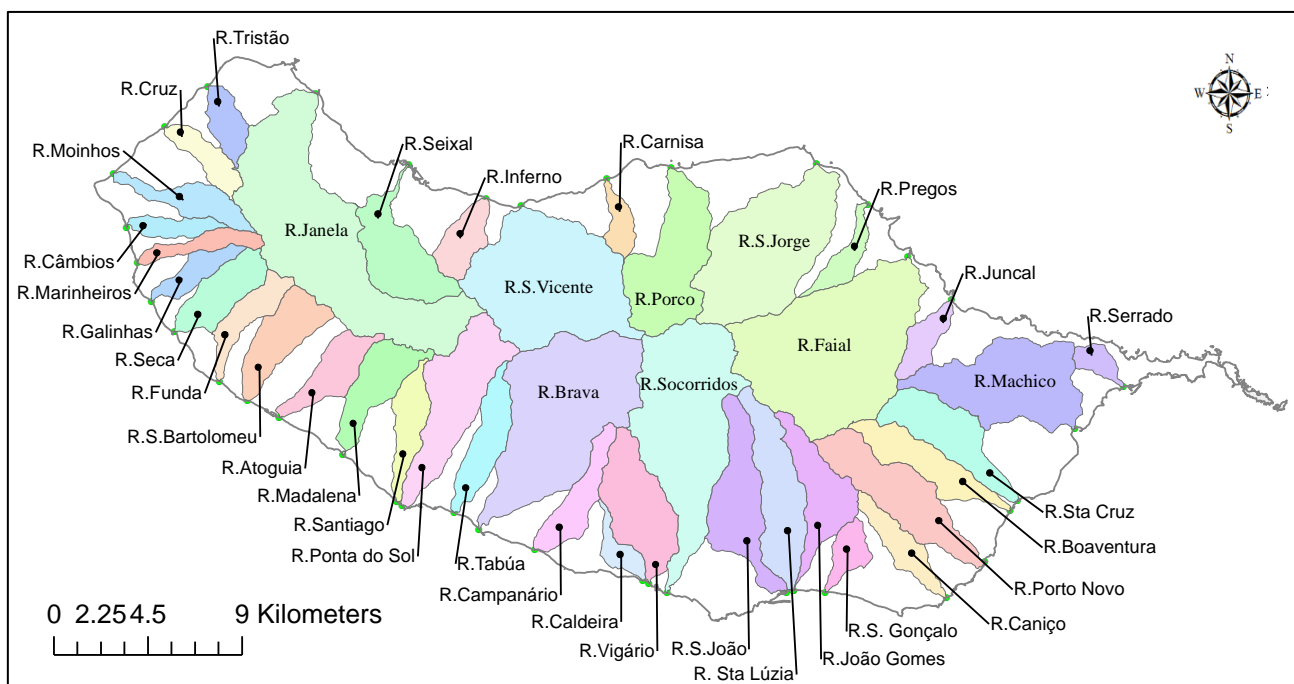 R.Tristão
N
W E
S
R.Cruz
R.Seixal
R.Carnisa
R.Moinhos
R.Inferno
R.Pregos
R.Janela
R.S.Jorge
R.Câmbios
R.Juncal
R.S.Vicente
R.Porco
R.Marinheiros
R.Serrado
R.Galinhas
R.Faial
R.Seca
R.Machico
R.Brava
R.Socorridos
R.Funda
R.S.Bartolomeu
R.Atoguia
R.Madalena
R.Sta Cruz
R.Santiago
R.Boaventura
R.Ponta do Sol
R.Tabúa
R.Porto Novo
R.Campanário
R.Caldeira
R.Caniço
R.S. Gonçalo
R.Vigário
R.S.João
R.João Gomes
R. Sta Lúzia
0 2.25 4.5 9 Kilometers